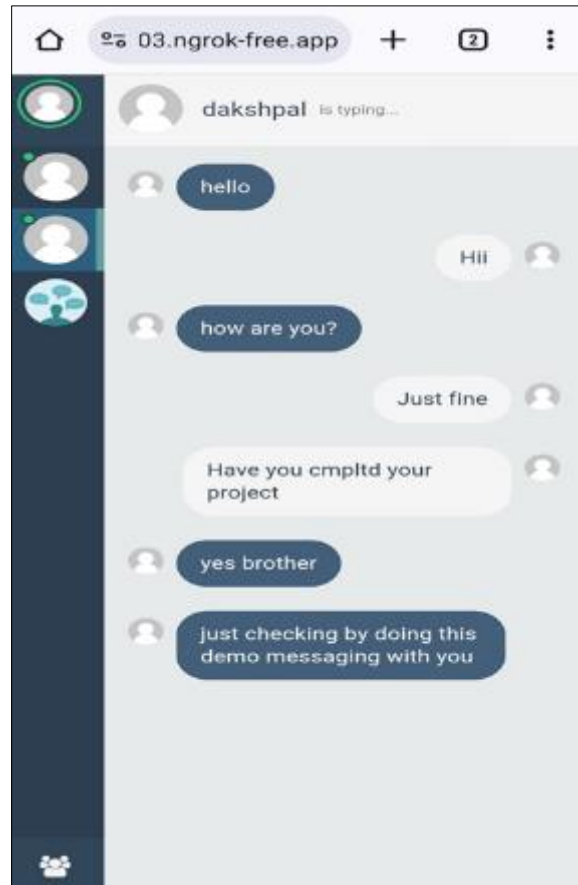 03.ngrok-free.app
2
dakshpal is typing...
hello
Hii
how are you?
Just fine
Have you cmpltd your
project
yes brother
just checking by doing this
demo messaging with you